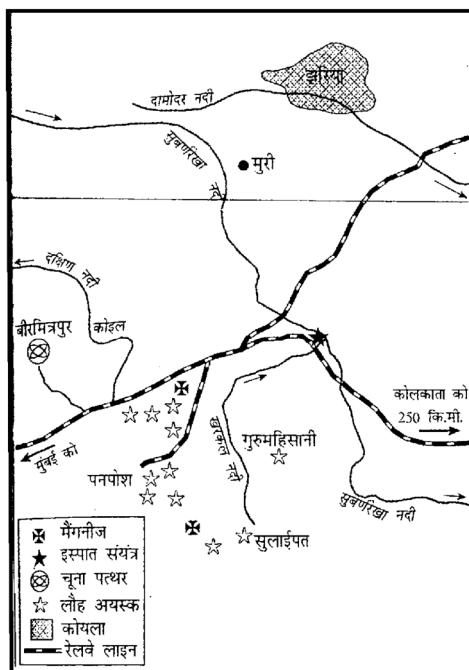 झरिया
दामोदर नदी
सुबर्णरेखा नदी
मुरी
दक्षिण नदी
कोइल
बीरमित्रपुर
कोलकाता को
250 कि.मी.
मुंबई को
खरकल नदी
गुरुमहिसानी
पनपोश
सुबर्णरेखा नदी
सुलाईपत
मैंगनीज
इस्पात संयंत्र
चूना पत्थर
लौह अयस्क
कोयला
रेलवे लाइन